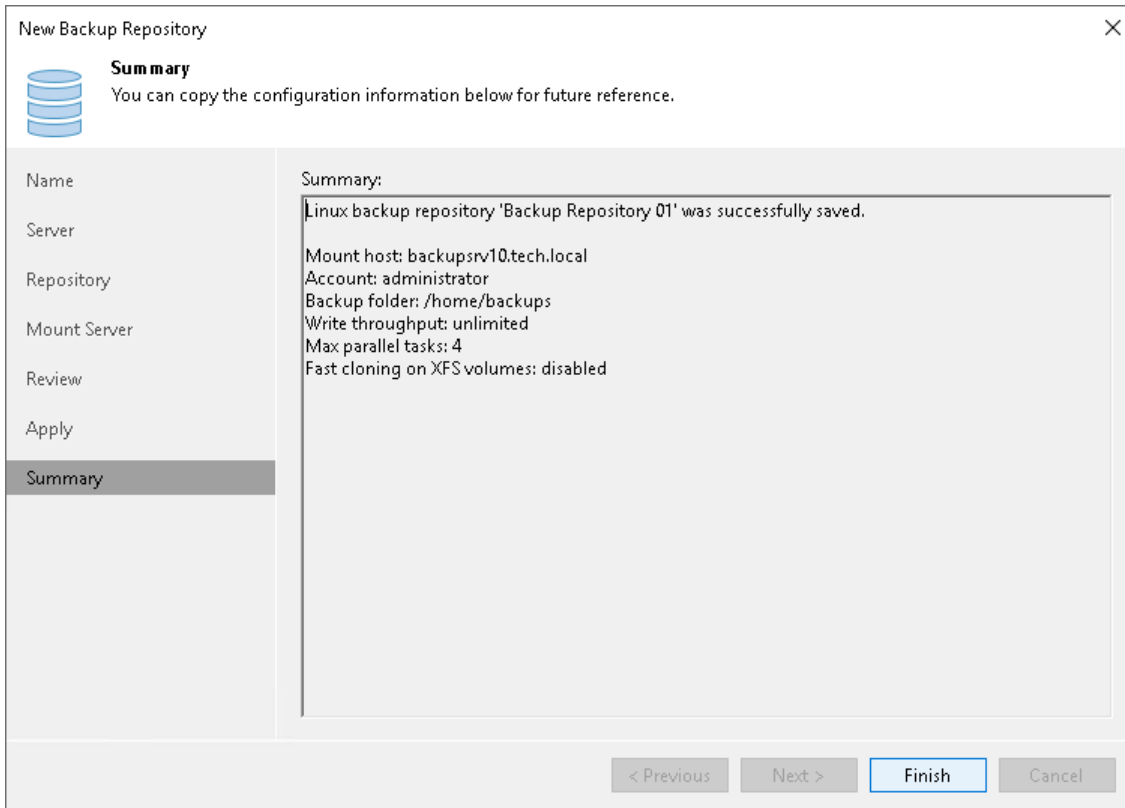 New Backup Repository
Summary
You can copy the configuration information below for future reference.
Name
Server
Repository
Mount Server
Review
Apply
Summary
Summary:
Linux backup repository 'Backup Repository 01' was successfully saved.
Mount host: backupsrv10.tech.local
Account: administrator
Backup folder: /home/backups
Write throughput: unlimited
Max parallel tasks: 4
Fast cloning on XFS volumes: disabled
< Previous
Next >
Finish
Cancel